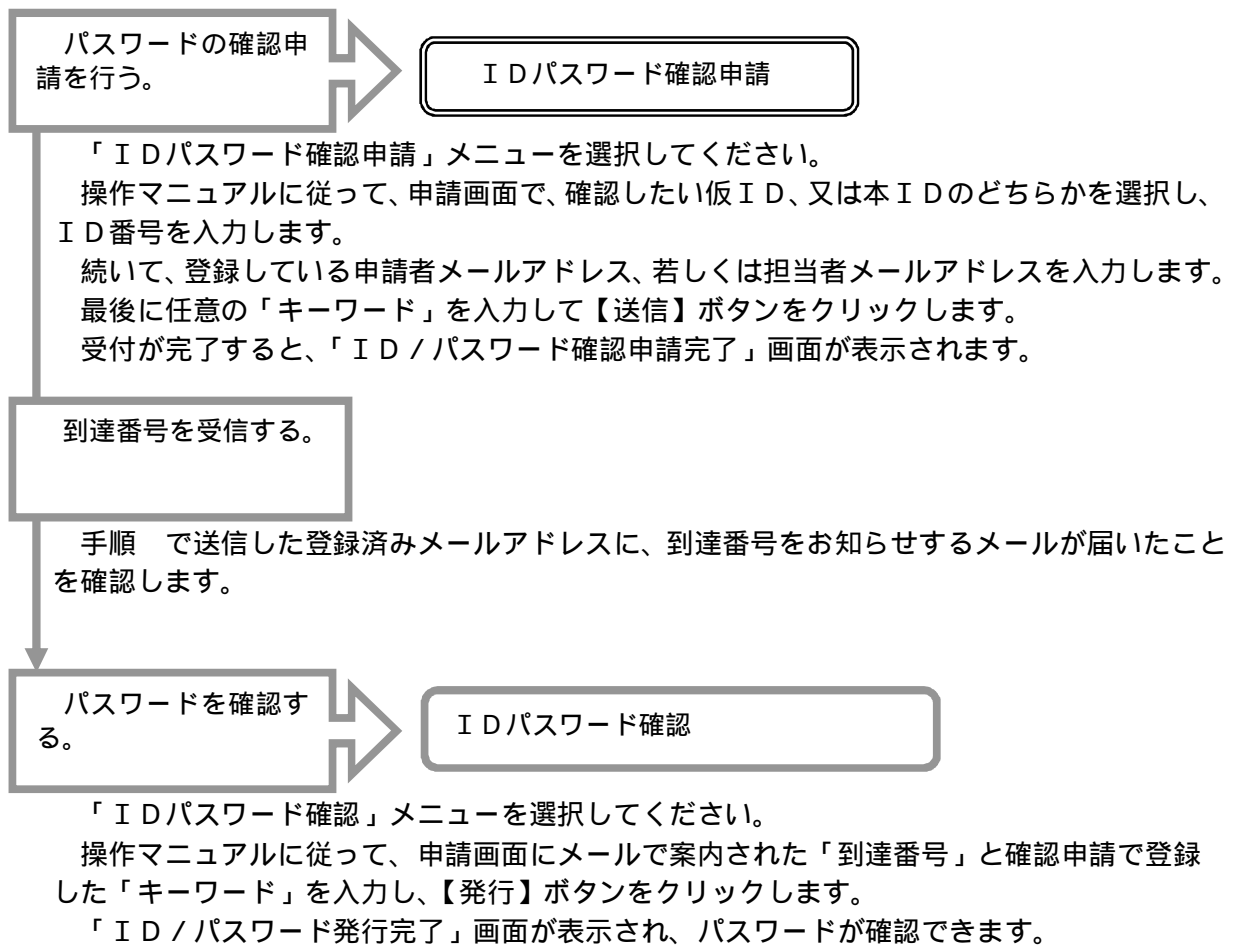 パスワードの確認申
請を行う。
ＩＤパスワード確認申請
「ＩＤパスワード確認申請」メニューを選択してください。
操作マニュアルに従って、申請画面で、確認したい仮ＩＤ、又は本ＩＤのどちらかを選択し、
ＩＤ番号を入力します。
続いて、登録している申請者メールアドレス、若しくは担当者メールアドレスを入力します。
最後に任意の「キーワード」を入力して【送信】ボタンをクリックします。
受付が完了すると、「ＩＤ／パスワード確認申請完了」画面が表示されます。
到達番号を受信する。
手順　で送信した登録済みメールアドレスに、到達番号をお知らせするメールが届いたこと
を確認します。
パスワードを確認す
る。
ＩＤパスワード確認
「ＩＤパスワード確認」メニューを選択してください。
操作マニュアルに従って、申請画面にメールで案内された「到達番号」と確認申請で登録
した「キーワード」を入力し、【発行】ボタンをクリックします。
「ＩＤ／パスワード発行完了」画面が表示され、パスワードが確認できます。